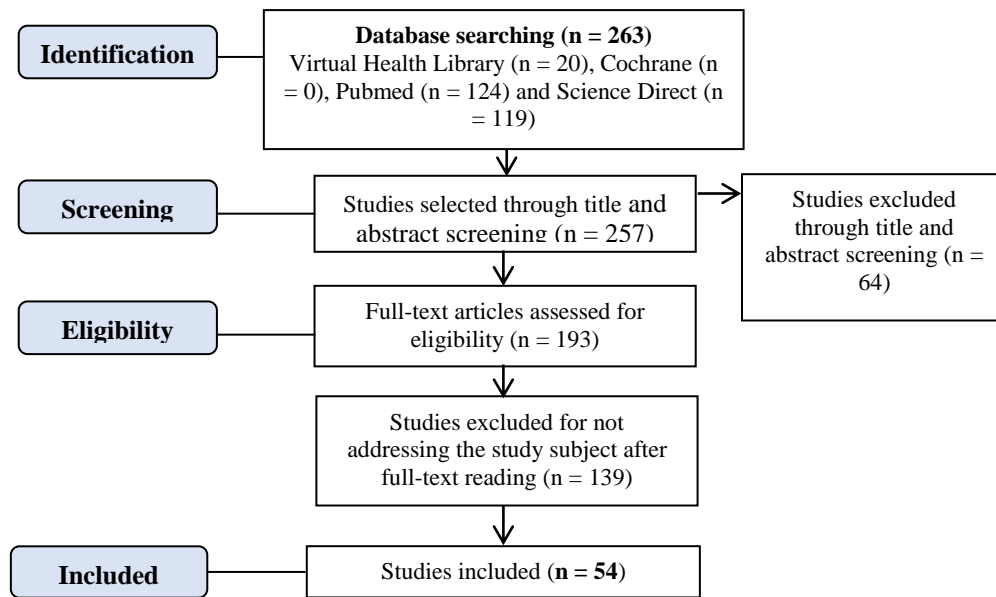 Identification
Database searching (n = 263)
Virtual Health Library (n = 20), Cochrane (n
= 0), Pubmed (n = 124) and Science Direct (n
= 119)
Screening
Studies selected through title and
abstract screening (n = 257)
Studies excluded
through title and
abstract screening (n =
64)
Eligibility
Full-text articles assessed for
eligibility (n = 193)
Studies excluded for not
addressing the study subject after
full-text reading (n = 139)
Included
Studies included (n = 54)